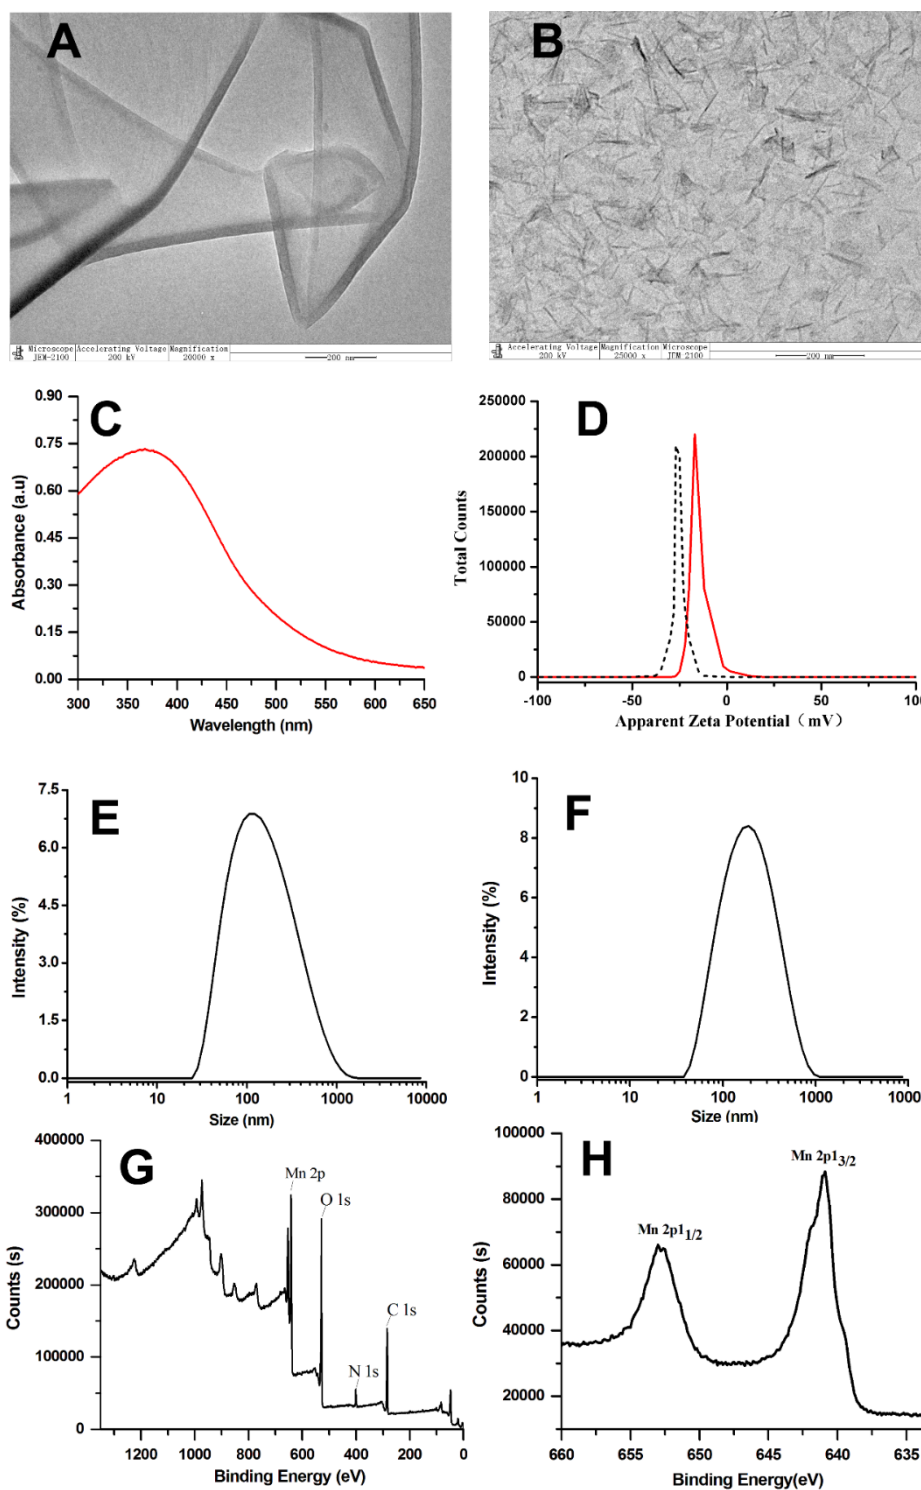 A
Microscope Accelerating Voltage Magnification
JEM-2100 200 kV 20000 x 200 nm
B
Accelerating Voltage Magnification Microscope
200 kV 25000 x JEM 2100 200 nm
C
0.90
0.75
0.60
0.45
0.30
0.15
0.00
Absorbance (a.u)
300 350 400 450 500 550 600 650
Wavelength (nm)
D
250000
200000
150000
100000
50000
0
Total Counts
-100 -50 0 50 100
Apparent Zeta Potential（mV）
E
7.5
6.0
4.5
3.0
1.5
0.0
Intensity (%)
1 10 100 1000 10000
Size (nm)
F
10
8
6
4
2
0
Intensity (%)
1 10 100 1000 1000
Size (nm)
G
400000
300000
200000
100000
0
Counts (s)
Mn 2p
O 1s
C 1s
N 1s
1200 1000 800 600 400 200 0
Binding Energy (eV)
H
100000
80000
60000
40000
20000
Counts (s)
Mn 2p1 3/2
Mn 2p1 1/2
660 655 650 645 640 635
Binding Energy(eV)